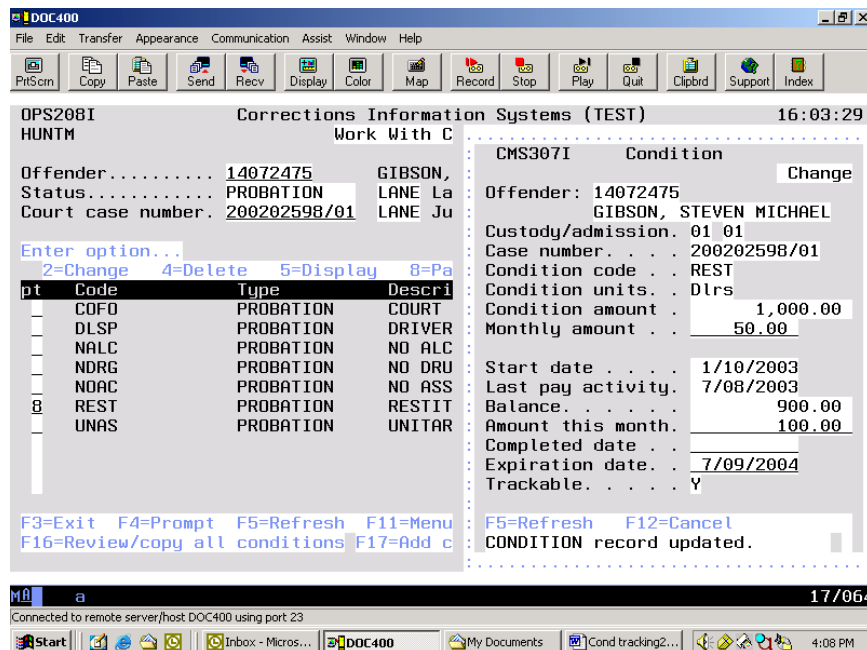 DOC400
File Edit Transfer Appearance Communication Assist Window Help
PrtScrn Copy Paste Send Recv Display Color Map Record Stop Play Quit Clipbrd Support Index
OPS208I Corrections Information Systems (TEST) 16:03:29
HUNTM Work With C
Offender.......... 14072475 GIBSON,
Status............ PROBATION LANE La
Court case number. 200202598/01 LANE Ju
Enter option...
2=Change 4=Delete 5=Display 8=Pa
pt Code Type Descri
COFO PROBATION COURT
DLSP PROBATION DRIVER
NALC PROBATION NO ALC
NDRG PROBATION NO DRU
NOAC PROBATION NO ASS
8 REST PROBATION RESTIT
UNAS PROBATION UNITAR
F3=Exit F4=Prompt F5=Refresh F11=Menu
F16=Review/copy all conditions F17=Add c
CMS307I Condition
Change
Offender: 14072475
GIBSON, STEVEN MICHAEL
Custody/admission. 01 01
Case number. . . . 200202598/01
Condition code . . REST
Condition units. . Dlrs
Condition amount . 1,000.00
Monthly amount . . 50.00
Start date . . . . 1/10/2003
Last pay activity. 7/08/2003
Balance. . . . . . 900.00
Amount this month. 100.00
Completed date . .
Expiration date. . 7/09/2004
Trackable. . . . . Y
F5=Refresh F12=Cancel
CONDITION record updated.
MA a 17/064
Connected to remote server/host DOC400 using port 23
Start Inbox - Micros... DOC400 My Documents Cond tracking2... 4:08 PM